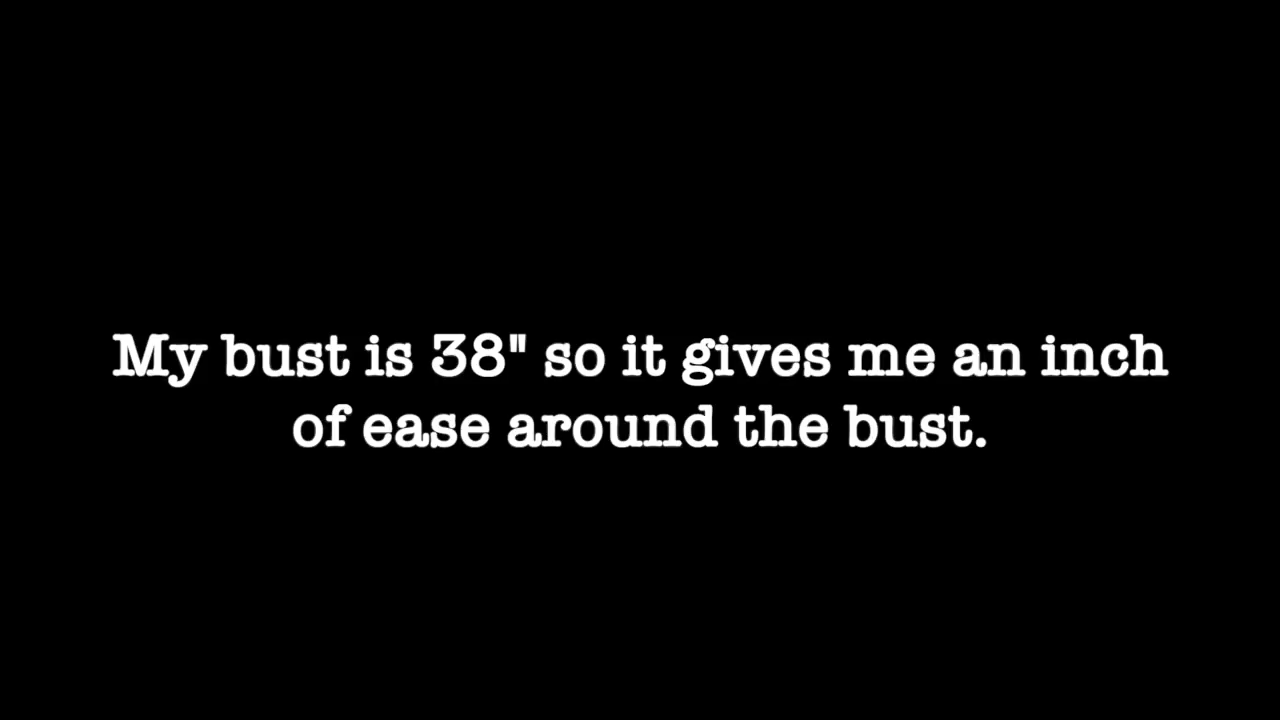 My bust is 38" so it gives me an inch
of ease around the bust.